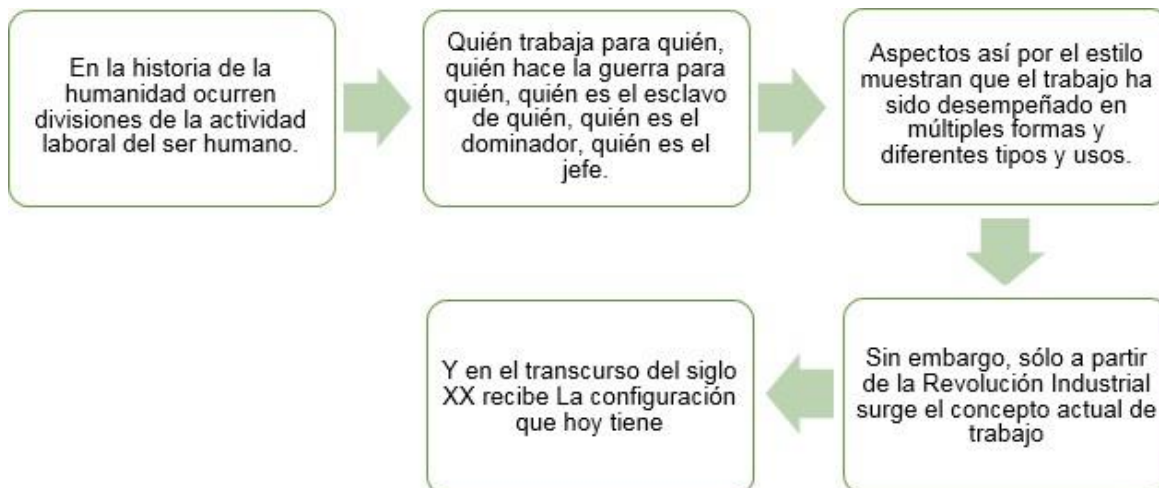 En la historia de la
humanidad ocurren
divisiones de la actividad
laboral del ser humano.
Quién trabaja para quién,
quién hace la guerra para
quién, quién es el esclavo
de quién, quién es el
dominador, quién es el
jefe.
Aspectos así por el estilo
muestran que el trabajo ha
sido desempeñado en
múltiples formas y
diferentes tipos y usos.
Sin embargo, sólo a partir
de la Revolución Industrial
surge el concepto actual de
trabajo
Y en el transcurso del siglo
XX recibe La configuración
que hoy tiene